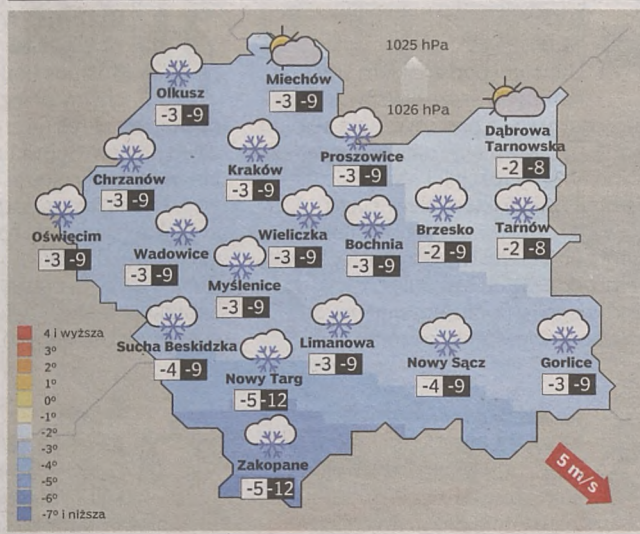 1025 hPa
1026 hPa
Olkusz
-3 -9
Miechów
-3 -9
Dąbrowa
Tarnowska
-2 -8
Chrzanów
-3 -9
Kraków
-3 -9
Proszowice
-3 -9
Oświęcim
-3 -9
Wadowice
-3 -9
Wieliczka
-3 -9
Bochnia
-3 -9
Brzesko
-2 -9
Tarnów
-2 -8
Myślenice
-3 -9
Sucha Beskidzka
-4 -9
Limanowa
-3 -9
Nowy Sącz
-4 -9
Gorlice
-3 -9
Nowy Targ
-5 -12
Zakopane
-5 -12
4 i wyższa
3°
2°
1°
0°
-1°
-2°
-3°
-4°
-5°
-6°
-7° i niższa
5 m/s